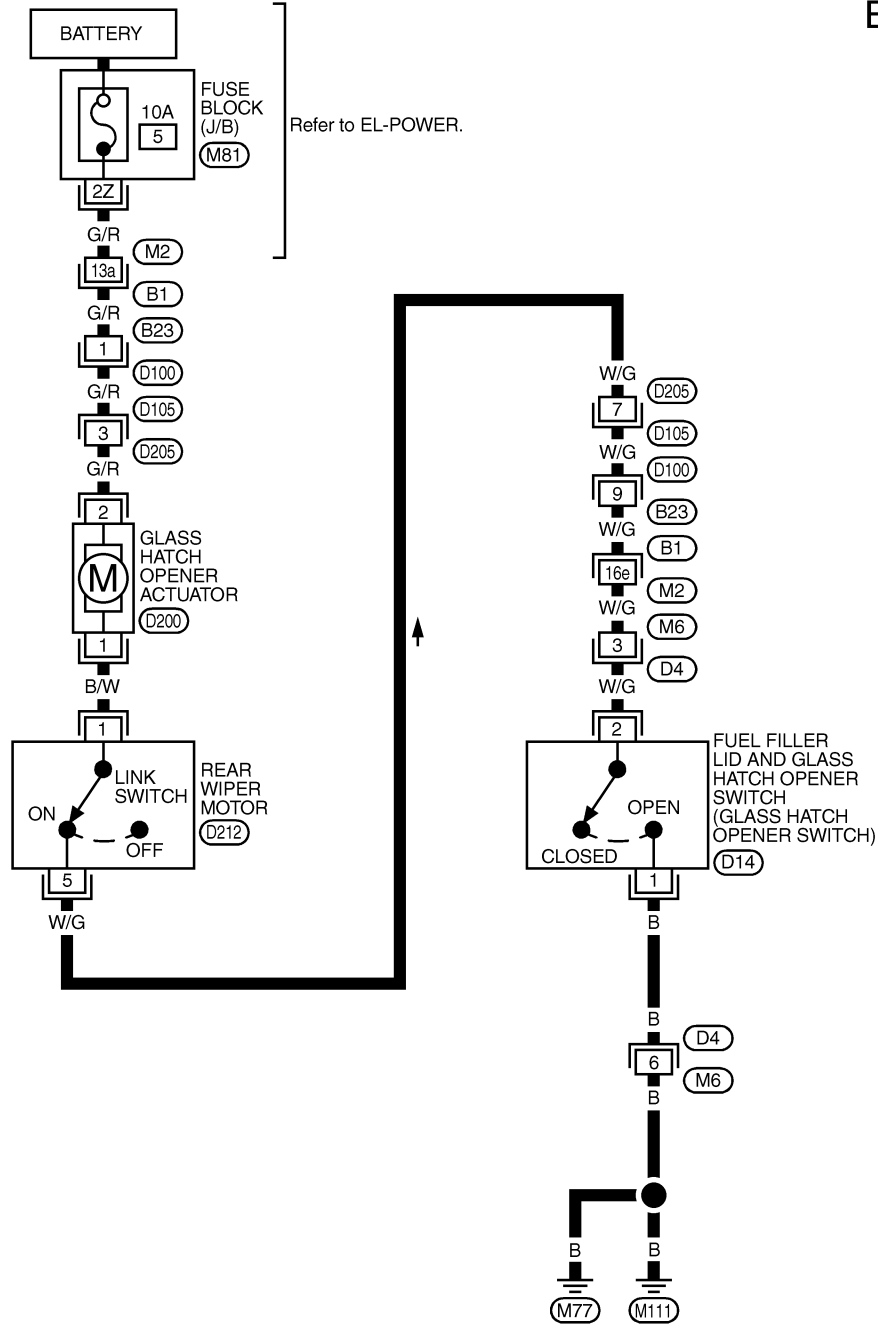 E
BATTERY
10A
5
FUSE
BLOCK
(J/B)
M81
Refer to EL-POWER.
2Z
G/R
M2
13a
B1
G/R
B23
1
D100
G/R
D105
3
D205
G/R
2
M
GLASS
HATCH
OPENER
ACTUATOR
D200
1
B/W
1
LINK
SWITCH
ON
OFF
REAR
WIPER
MOTOR
D212
5
W/G
W/G
D205
7
D105
W/G
D100
9
B23
W/G
B1
16e
M2
W/G
M6
3
D4
W/G
2
OPEN
CLOSED
FUEL FILLER
LID AND GLASS
HATCH OPENER
SWITCH
(GLASS HATCH
OPENER SWITCH)
D14
1
B
B
D4
6
M6
B
B
B
M77
M111